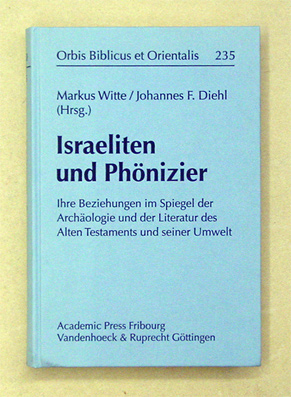 Orbis Biblicus et Orientalis 235
Markus Witte / Johannes F. Diehl
(Hrsg.)
Israeliten
und Phönizier
Ihre Beziehungen im Spiegel der
Archäologie und der Literatur des
Alten Testaments und seiner Umwelt
Academic Press Fribourg
Vandenhoeck & Ruprecht Göttingen